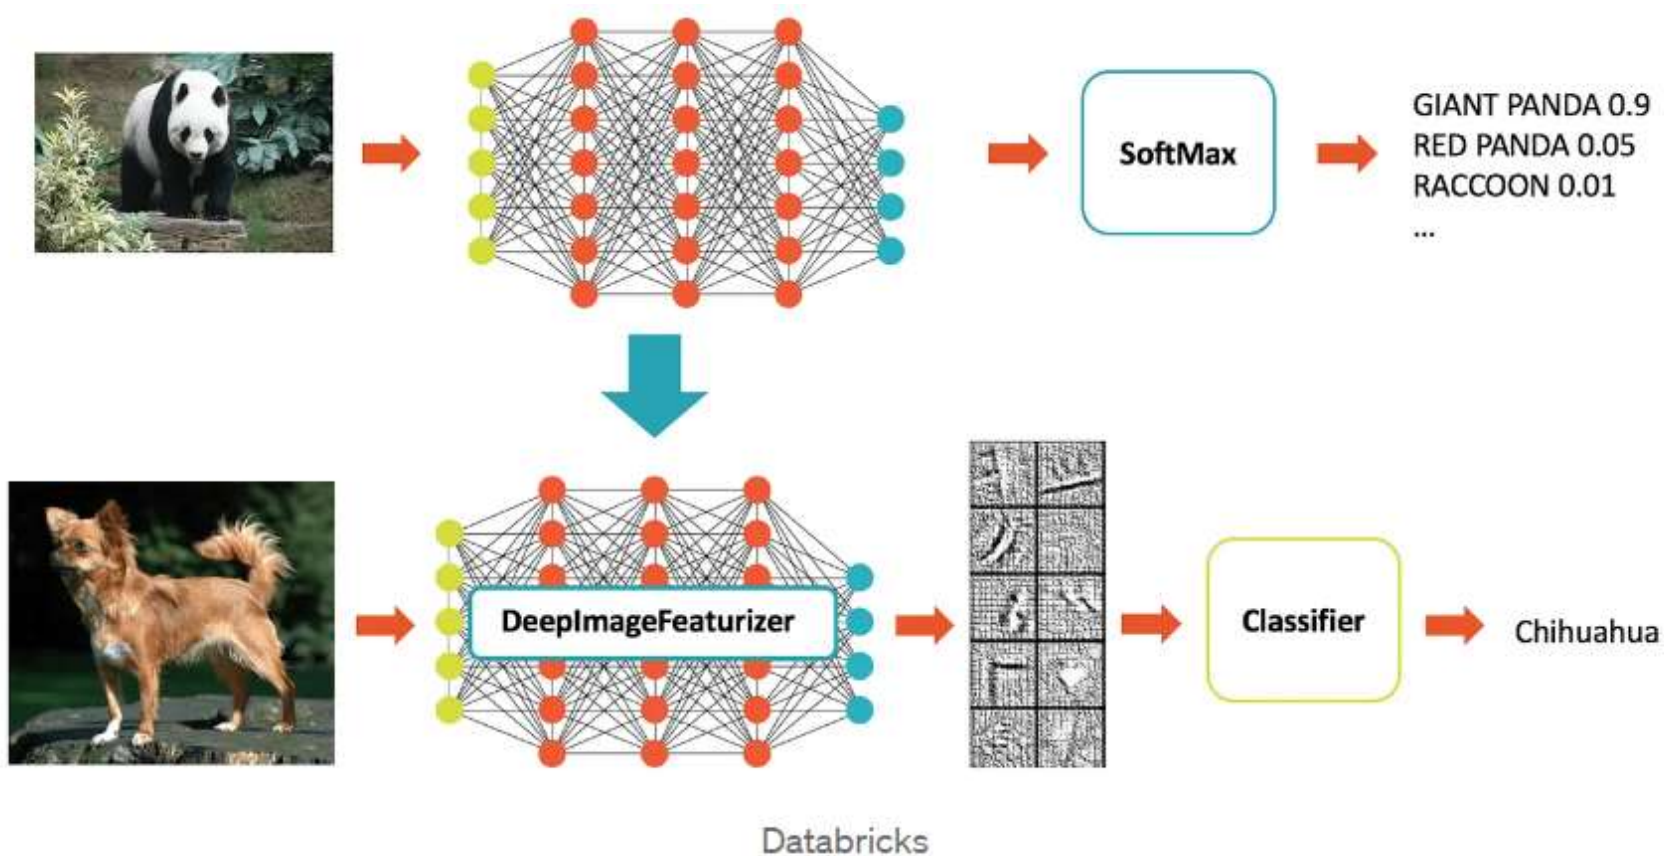 SoftMax
GIANT PANDA 0.9
RED PANDA 0.05
RACCOON 0.01
...
DeepImageFeaturizer
Classifier
Chihuahua
Databricks